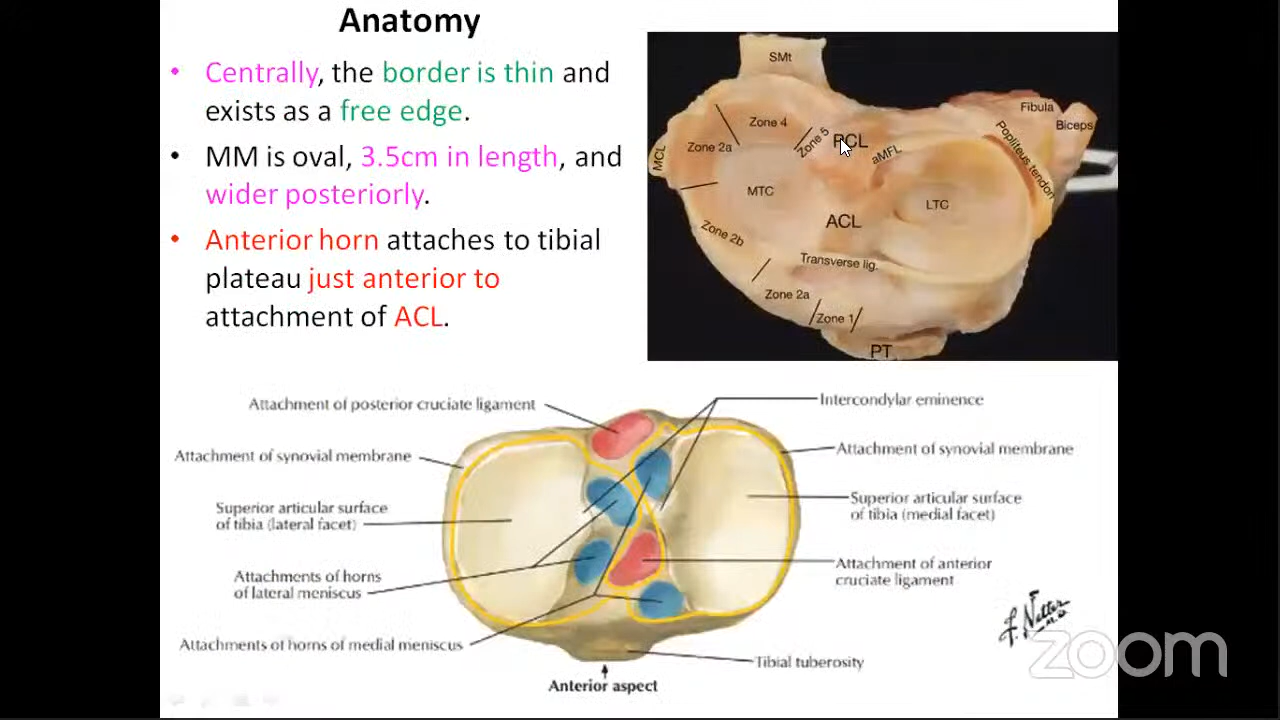 Anatomy
• Centrally, the border is thin and
exists as a free edge.
• MM is oval, 3.5cm in length, and
wider posteriorly.
• Anterior horn attaches to tibial
plateau just anterior to
attachment of ACL.
SMt
Zone 4
Zone 5
PCL
aMFL
Fibula
Biceps
Popliteus tendon
MCL
Zone 2a
MTC
LTC
ACL
Zone 2b
Transverse lig.
Zone 2a
Zone 1
PT
Attachment of posterior cruciate ligament
Intercondylar eminence
Attachment of synovial membrane
Attachment of synovial membrane
Superior articular surface
of tibia (lateral facet)
Superior articular surface
of tibia (medial facet)
Attachments of horns
of lateral meniscus
Attachment of anterior
cruciate ligament
Attachments of horns of medial meniscus
Tibial tuberosity
Anterior aspect
F. Netter
M.D.
zoom